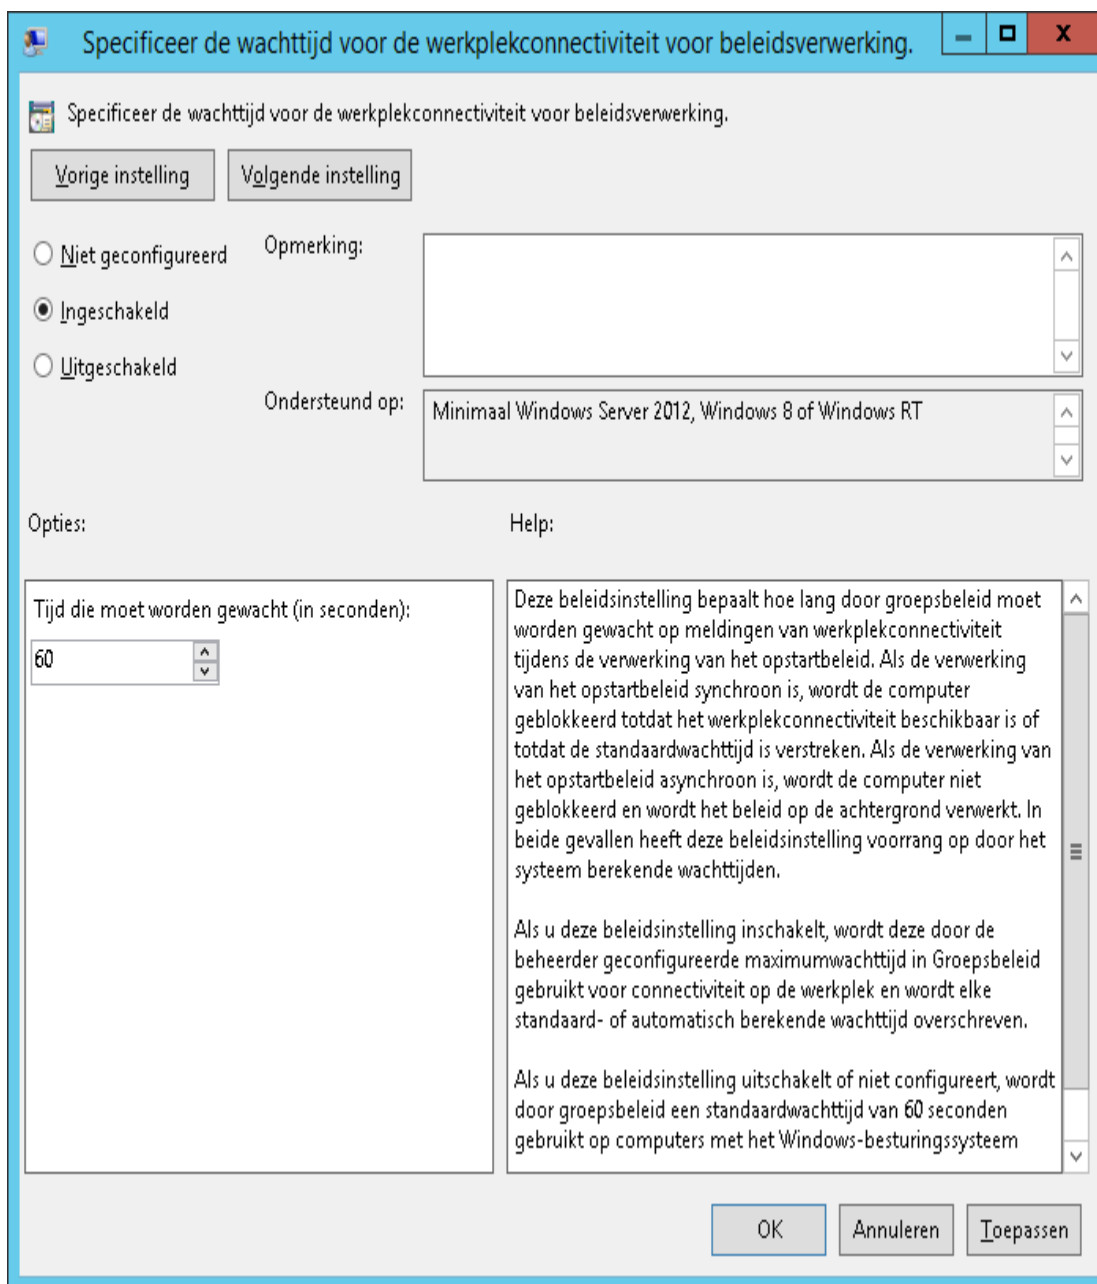 Specificeer de wachttijd voor de werkplekconnectiviteit voor beleidsverwerking.
Specificeer de wachttijd voor de werkplekconnectiviteit voor beleidsverwerking.
Vorige instelling
Volgende instelling
Niet geconfigureerd
Ingeschakeld
Uitgeschakeld
Opmerking:
Ondersteund op:
Minimaal Windows Server 2012, Windows 8 of Windows RT
Opties:
Help:
Tijd die moet worden gewacht (in seconden):
60
Deze beleidsinstelling bepaalt hoe lang door groepsbeleid moet
worden gewacht op meldingen van werkplekconnectiviteit
tijdens de verwerking van het opstartbeleid. Als de verwerking
van het opstartbeleid synchroon is, wordt de computer
geblokkeerd totdat het werkplekconnectiviteit beschikbaar is of
totdat de standaardwachttijd is verstreken. Als de verwerking van
het opstartbeleid asynchroon is, wordt de computer niet
geblokkeerd en wordt het beleid op de achtergrond verwerkt. In
beide gevallen heeft deze beleidsinstelling voorrang op door het
systeem berekende wachttijden.
Als u deze beleidsinstelling inschakelt, wordt deze door de
beheerder geconfigureerde maximumwachttijd in Groepsbeleid
gebruikt voor connectiviteit op de werkplek en wordt elke
standaard- of automatisch berekende wachttijd overschreven.
Als u deze beleidsinstelling uitschakelt of niet configureert, wordt
door groepsbeleid een standaardwachttijd van 60 seconden
gebruikt op computers met het Windows-besturingssysteem
OK
Annuleren
Toepassen